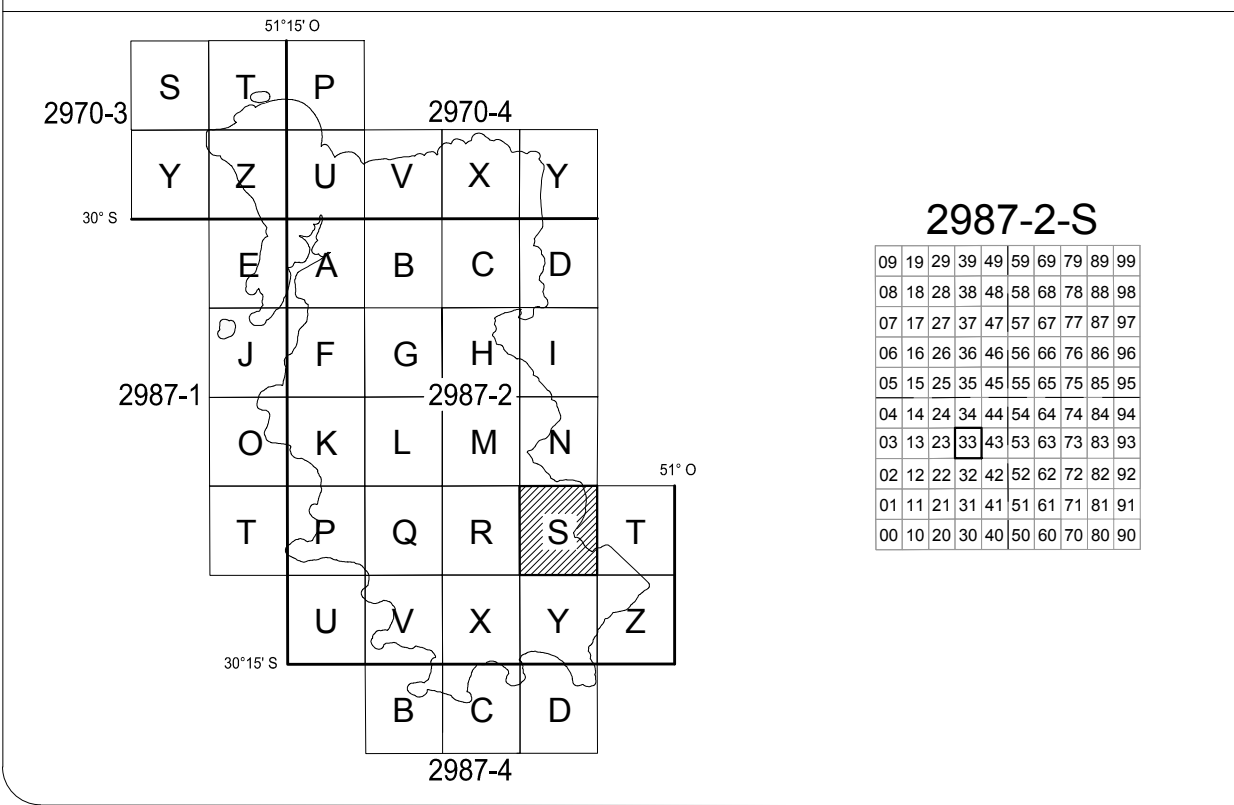 51°15' O
S T P
2970-3 2970-4
Y Z U V X Y
30° S
E A B C D
J F G H I
2987-1 2987-2
O K L M N
51° O
T P Q R S T
U V X Y Z
30°15' S
B C D
2987-4
2987-2-S
09 19 29 39 49 59 69 79 89 99
08 18 28 38 48 58 68 78 88 98
07 17 27 37 47 57 67 77 87 97
06 16 26 36 46 56 66 76 86 96
05 15 25 35 45 55 65 75 85 95
04 14 24 34 44 54 64 74 84 94
03 13 23 33 43 53 63 73 83 93
02 12 22 32 42 52 62 72 82 92
01 11 21 31 41 51 61 71 81 91
00 10 20 30 40 50 60 70 80 90